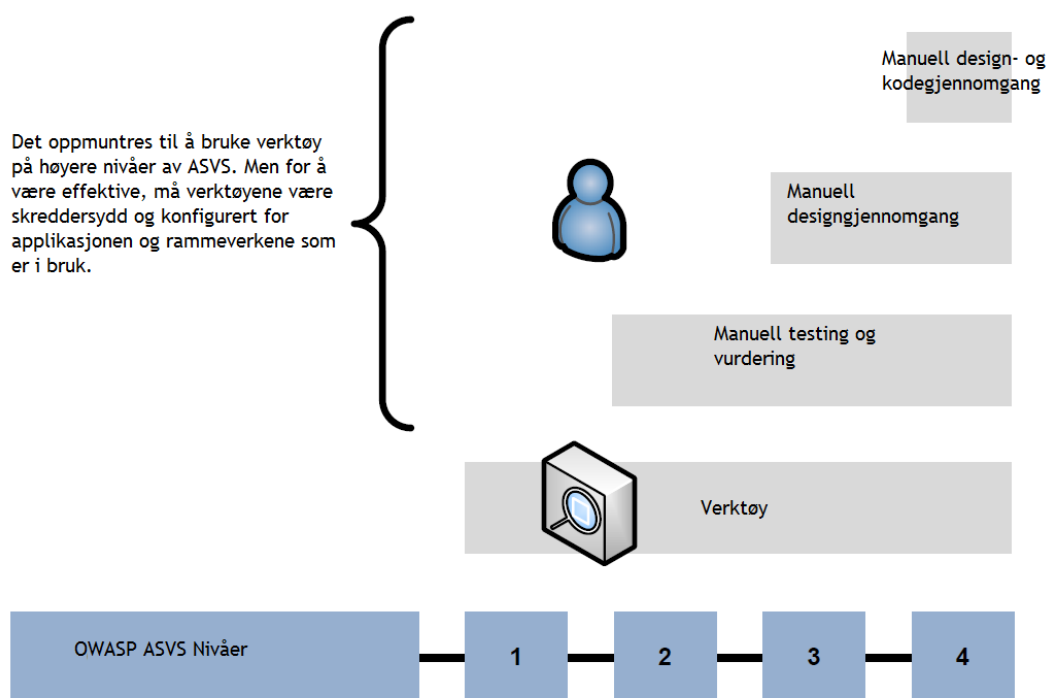 Manuell design- og
kodegjennomgang
Det oppmuntres til å bruke verktøy
på høyere nivåer av ASVS. Men for å
være effektive, må verktøyene være
skreddersydd og konfigurert for
applikasjonen og rammeverkene som
er i bruk.
Manuell
designgjennomgang
Manuell testing og
vurdering
Verktøy
OWASP ASVS Nivåer
1
2
3
4